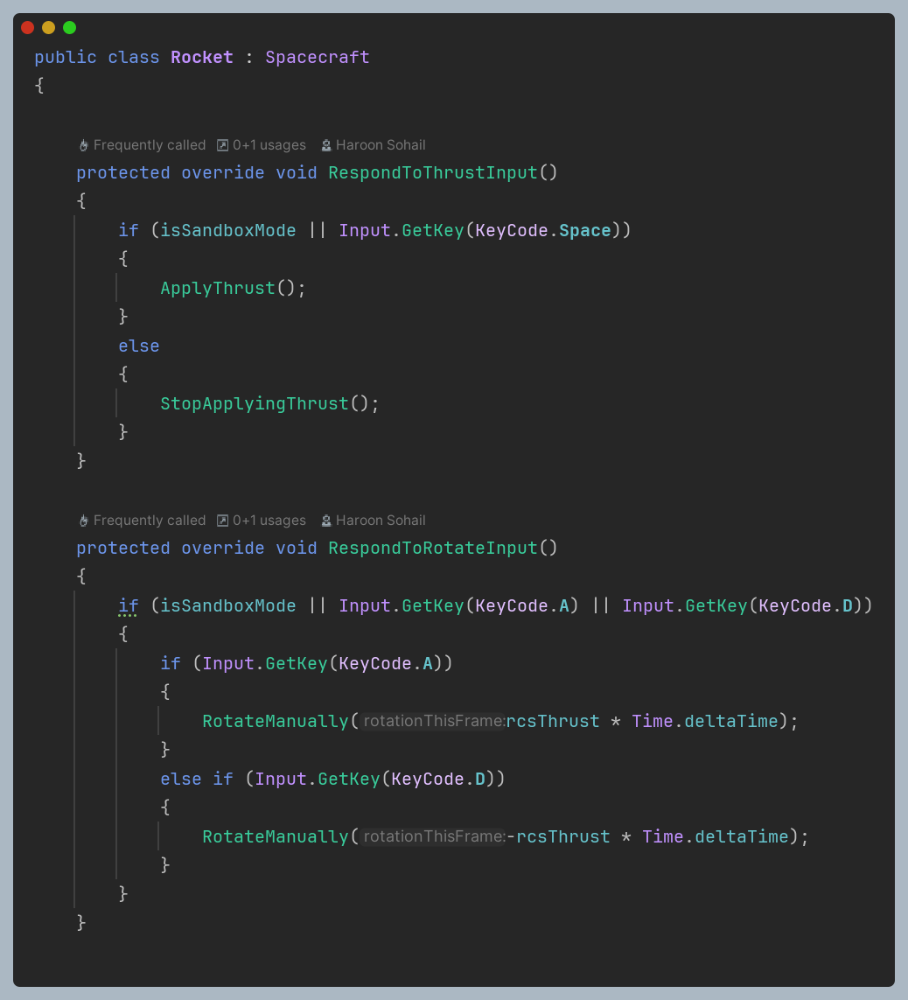 public class Rocket : Spacecraft
{
Frequently called 0+1 usages Haroon Sohail
protected override void RespondToThrustInput()
{
if (isSandboxMode || Input.GetKey(KeyCode.Space))
{
ApplyThrust();
}
else
{
StopApplyingThrust();
}
}
Frequently called 0+1 usages Haroon Sohail
protected override void RespondToRotateInput()
{
if (isSandboxMode || Input.GetKey(KeyCode.A) || Input.GetKey(KeyCode.D))
{
if (Input.GetKey(KeyCode.A))
{
RotateManually(rotationThisFrame:rcsThrust * Time.deltaTime);
}
else if (Input.GetKey(KeyCode.D))
{
RotateManually(rotationThisFrame:-rcsThrust * Time.deltaTime);
}
}
}